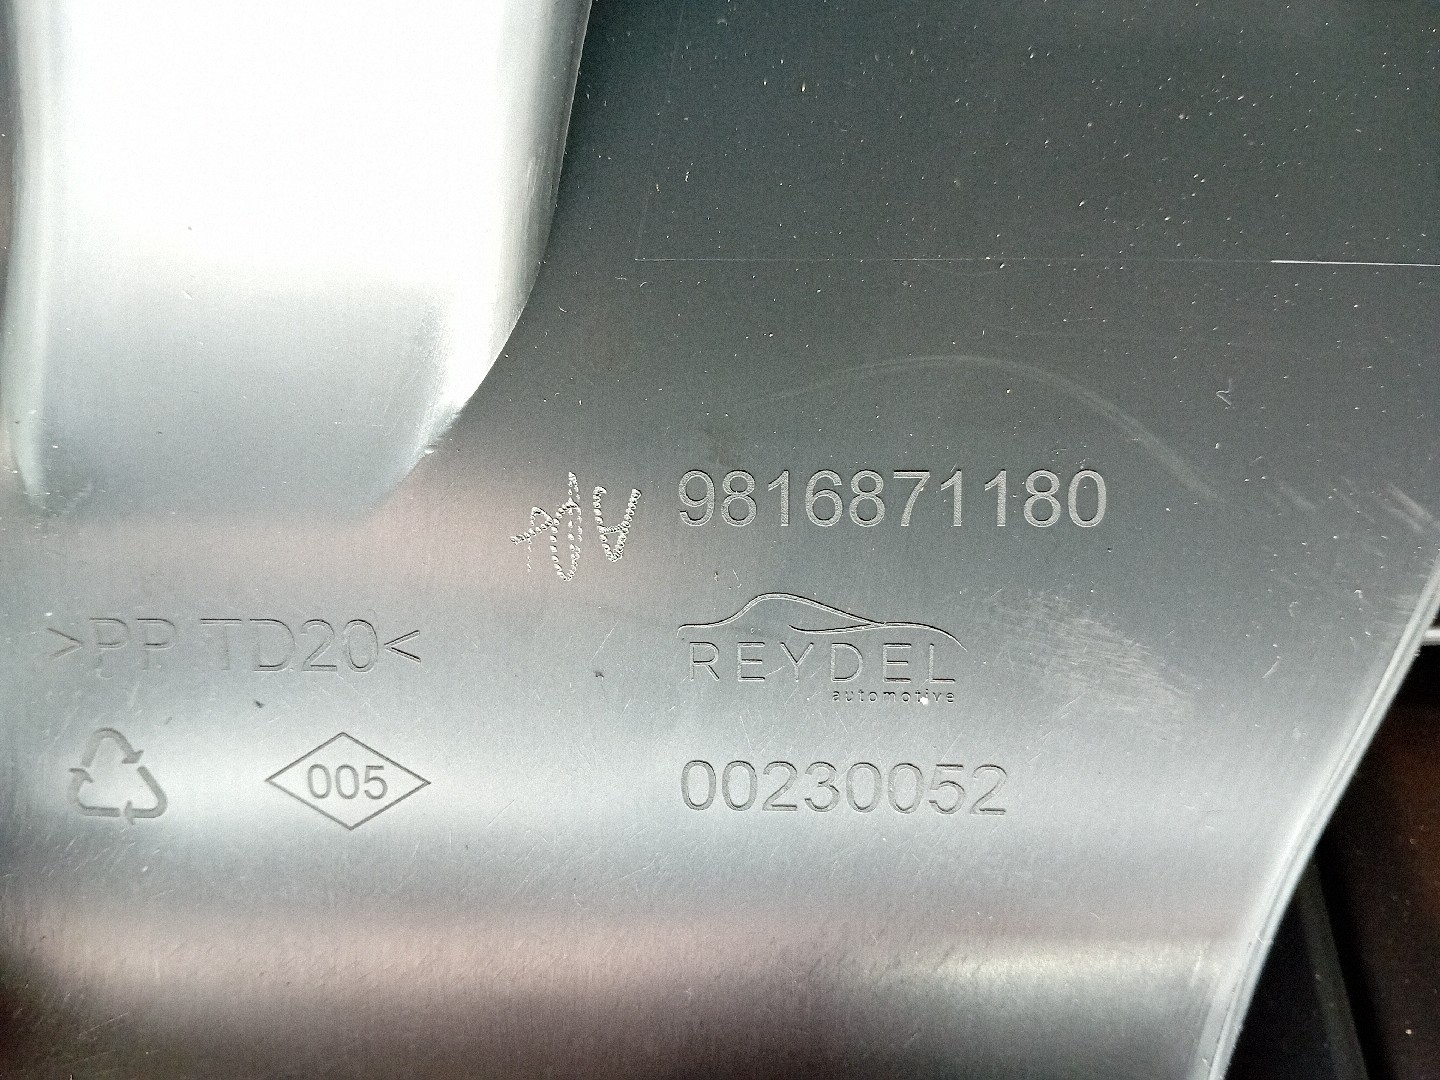 9816871180
>PP TD20<
REYDEL
automotive
005
00230052